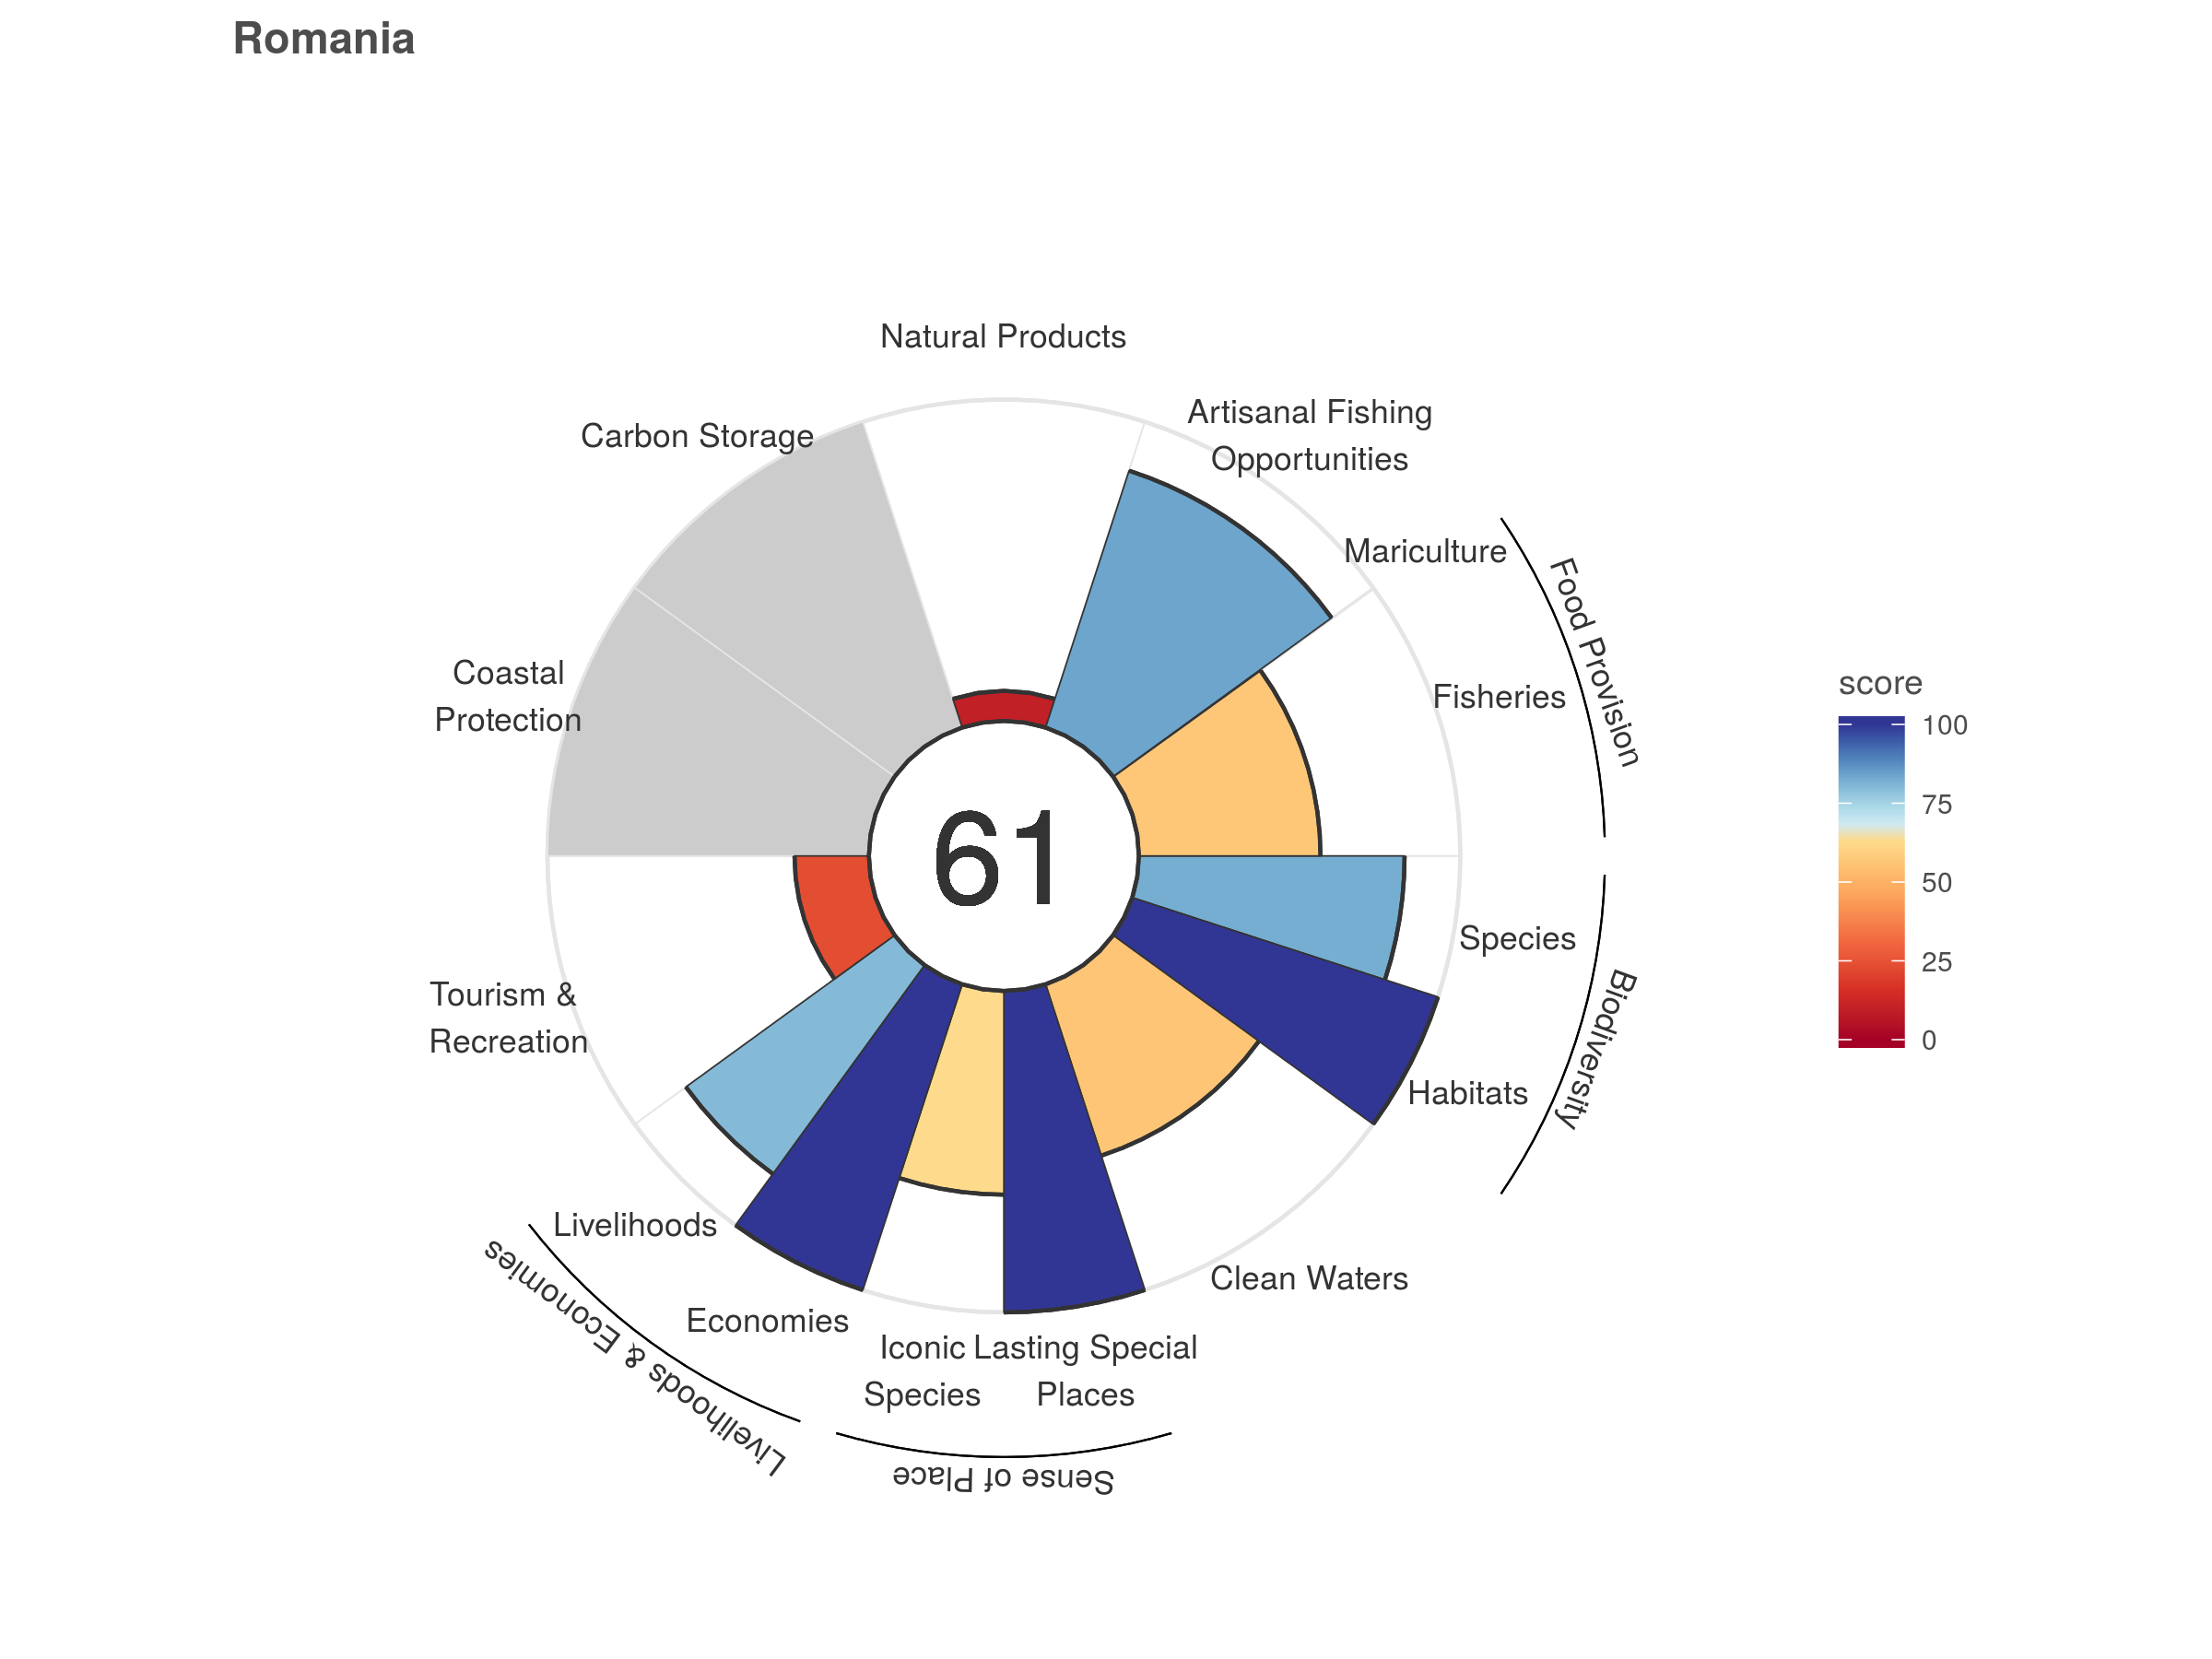 Romania
Natural Products
Artisanal Fishing
Opportunities
Carbon Storage
Mariculture
Food Provision
Fisheries
Coastal
Protection
score
100
75
50
25
0
61
Species
Biodiversity
Habitats
Tourism &
Recreation
Livelihoods
Clean Waters
Economies
Iconic
Species
Lasting Special
Places
Livelihoods & Economies
Sense of Place